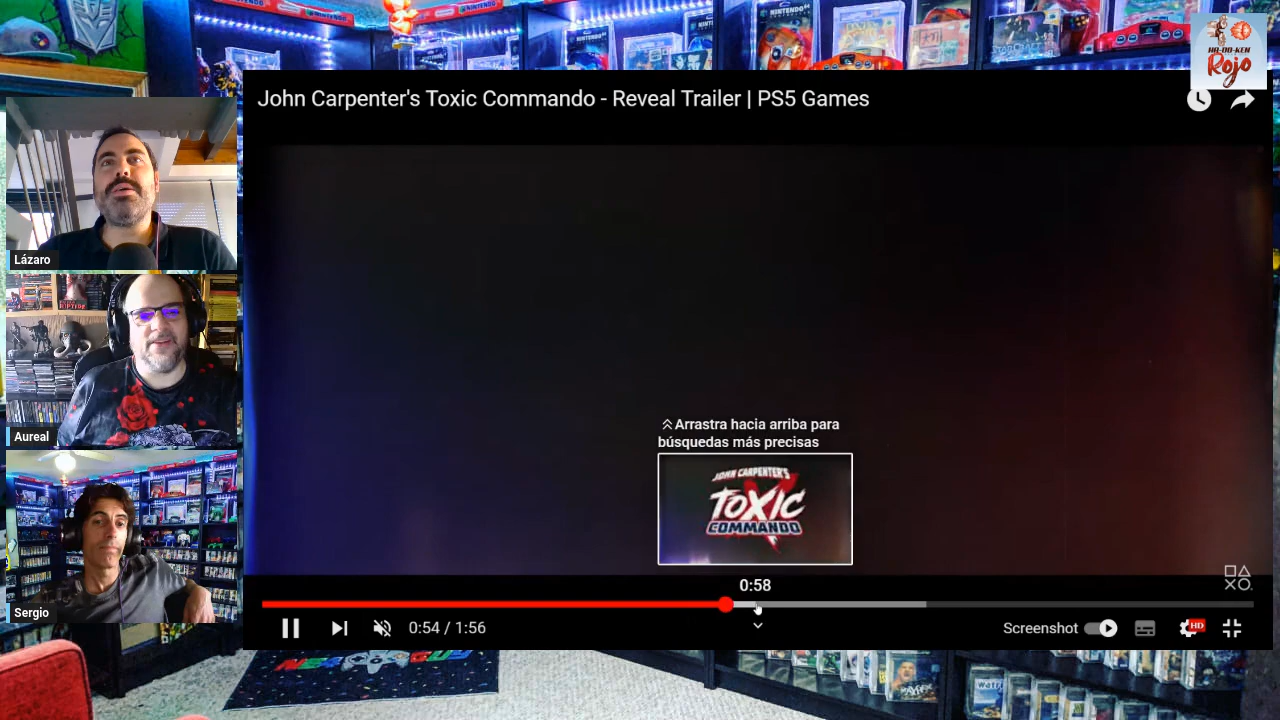 HA-DO-KEN
Rojo
John Carpenter's Toxic Commando - Reveal Trailer | PS5 Games
Lázaro
Aureal
Sergio
Arrastra hacia arriba para
búsquedas más precisas
JOHN CARPENTER'S
TOXIC
COMMANDO
0:58
0:54 / 1:56
Screenshot
HD
NINTENDO